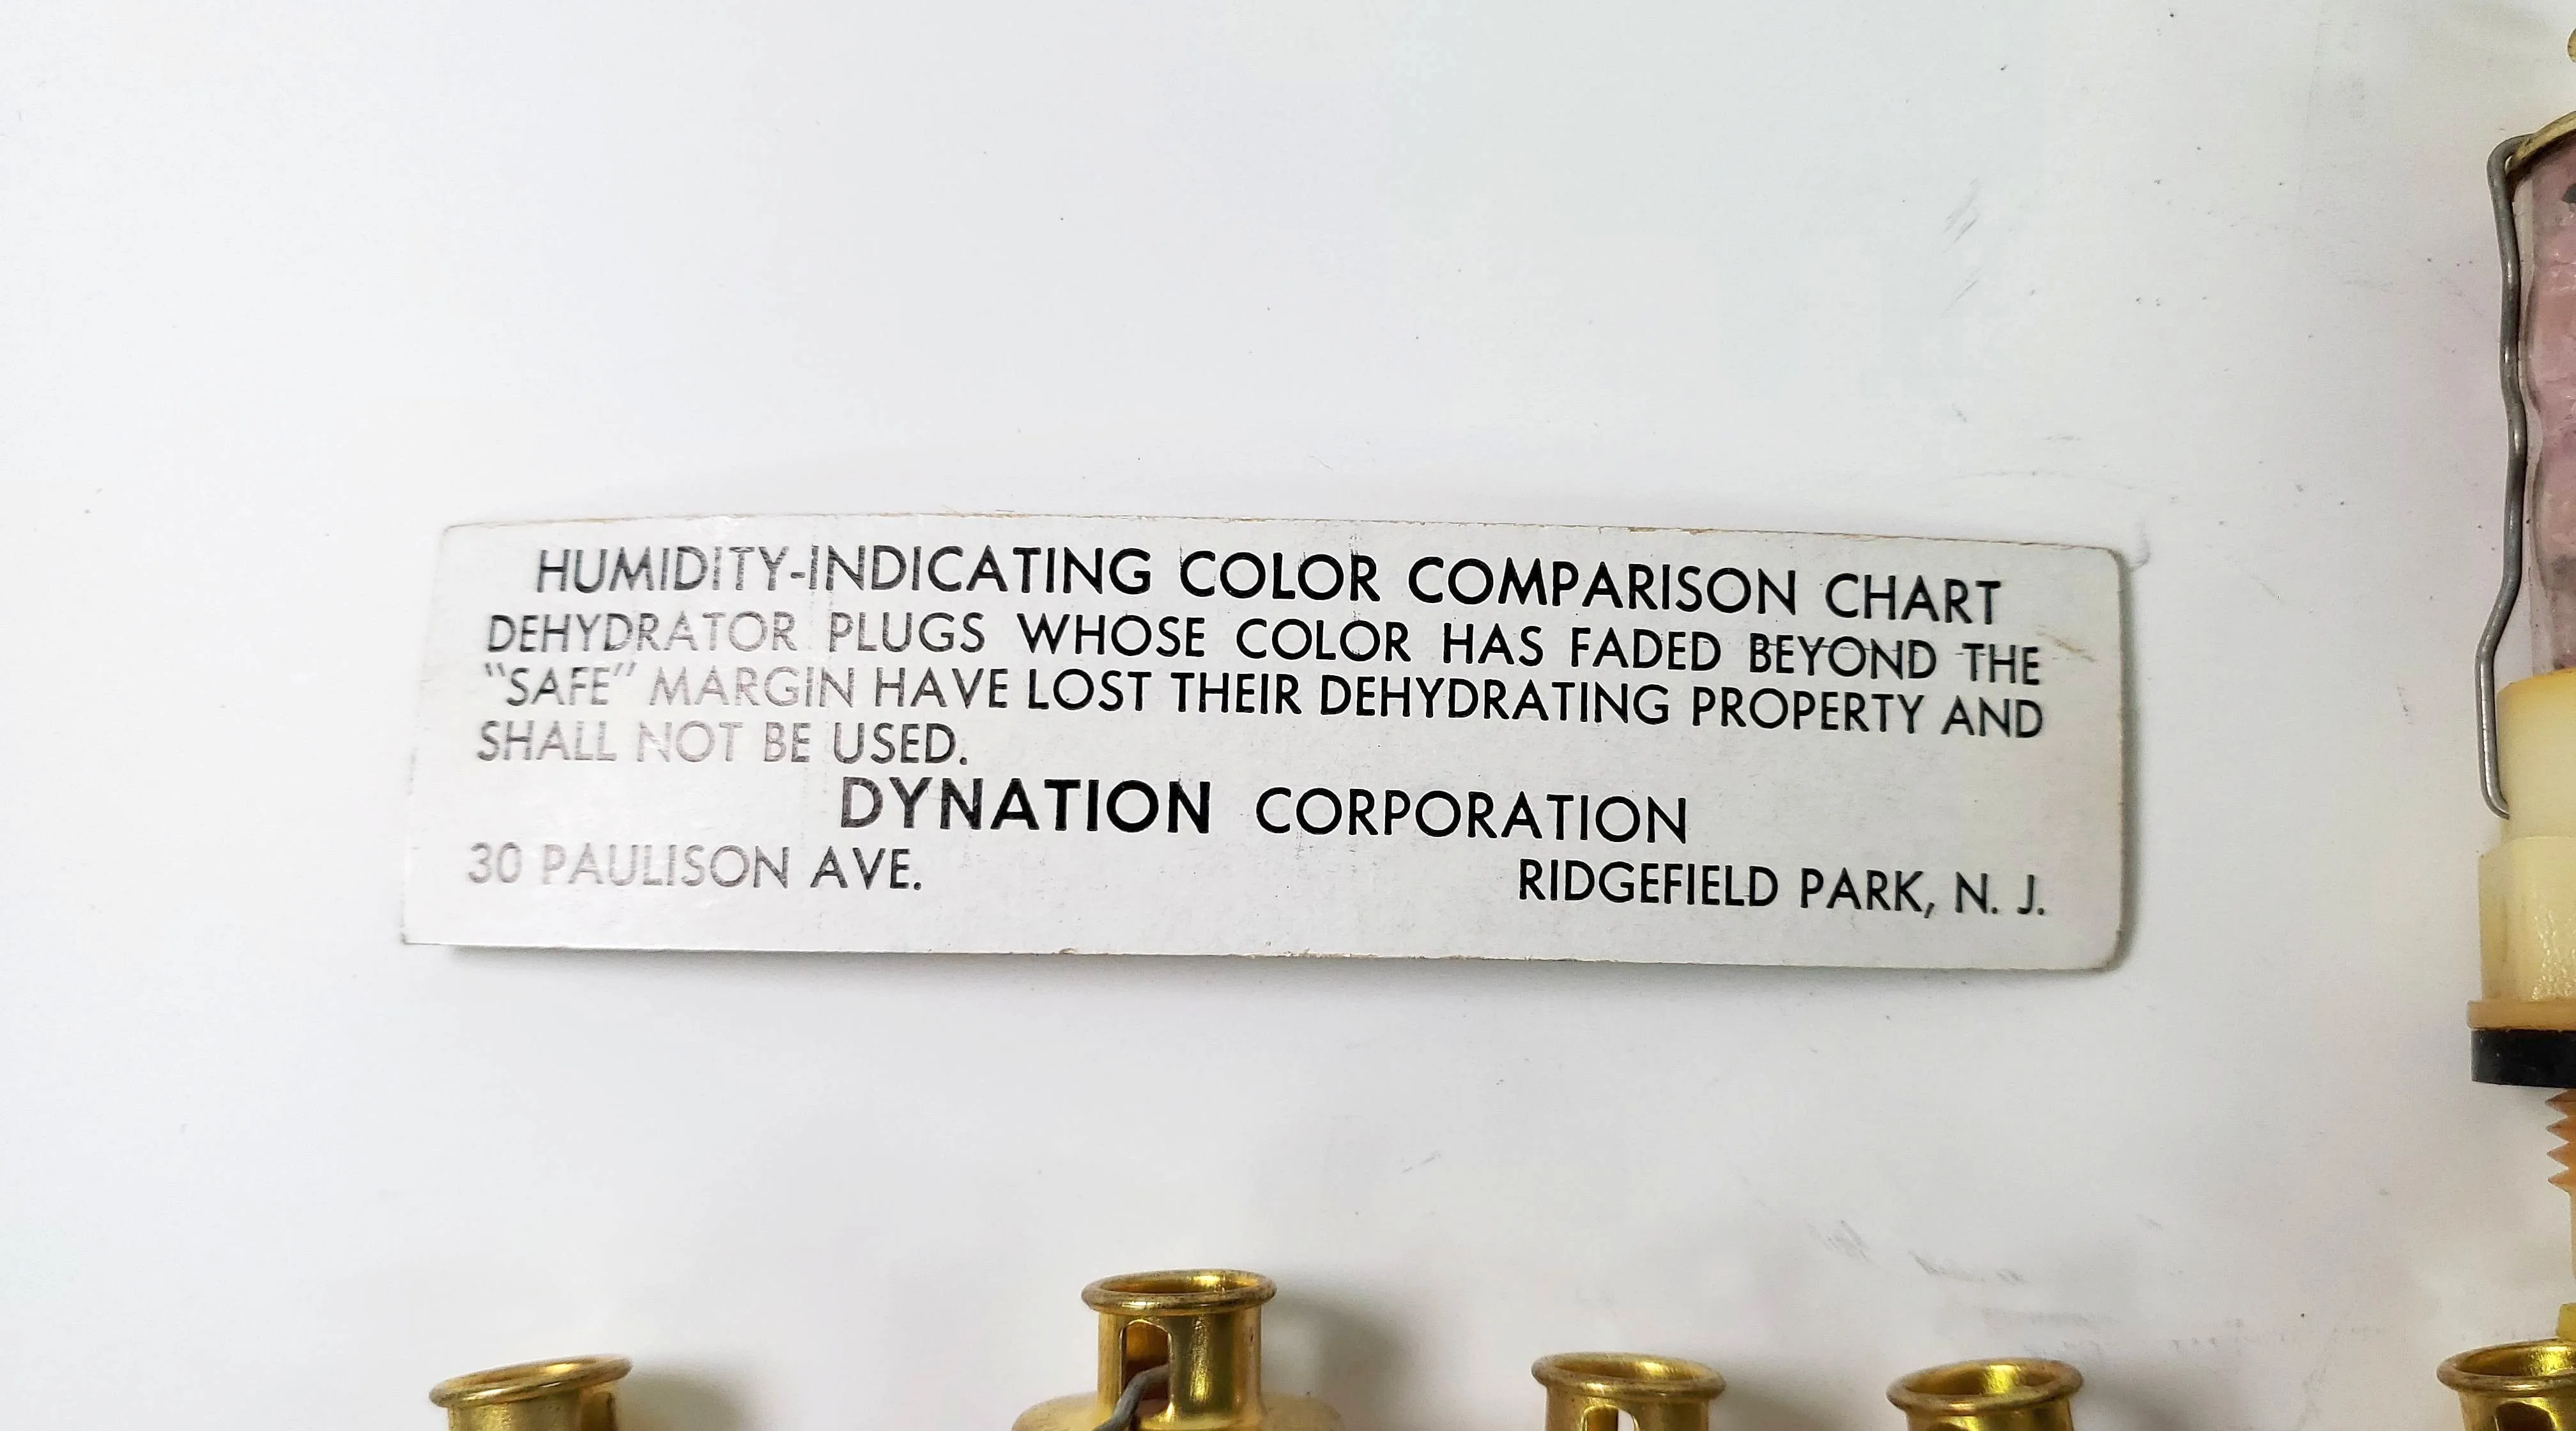 HUMIDITY-INDICATING COLOR COMPARISON CHART
DEHYDRATOR PLUGS WHOSE COLOR HAS FADED BEYOND THE
"SAFE" MARGIN HAVE LOST THEIR DEHYDRATING PROPERTY AND
SHALL NOT BE USED.
DYNATION CORPORATION
30 PAULISON AVE. RIDGEFIELD PARK, N. J.